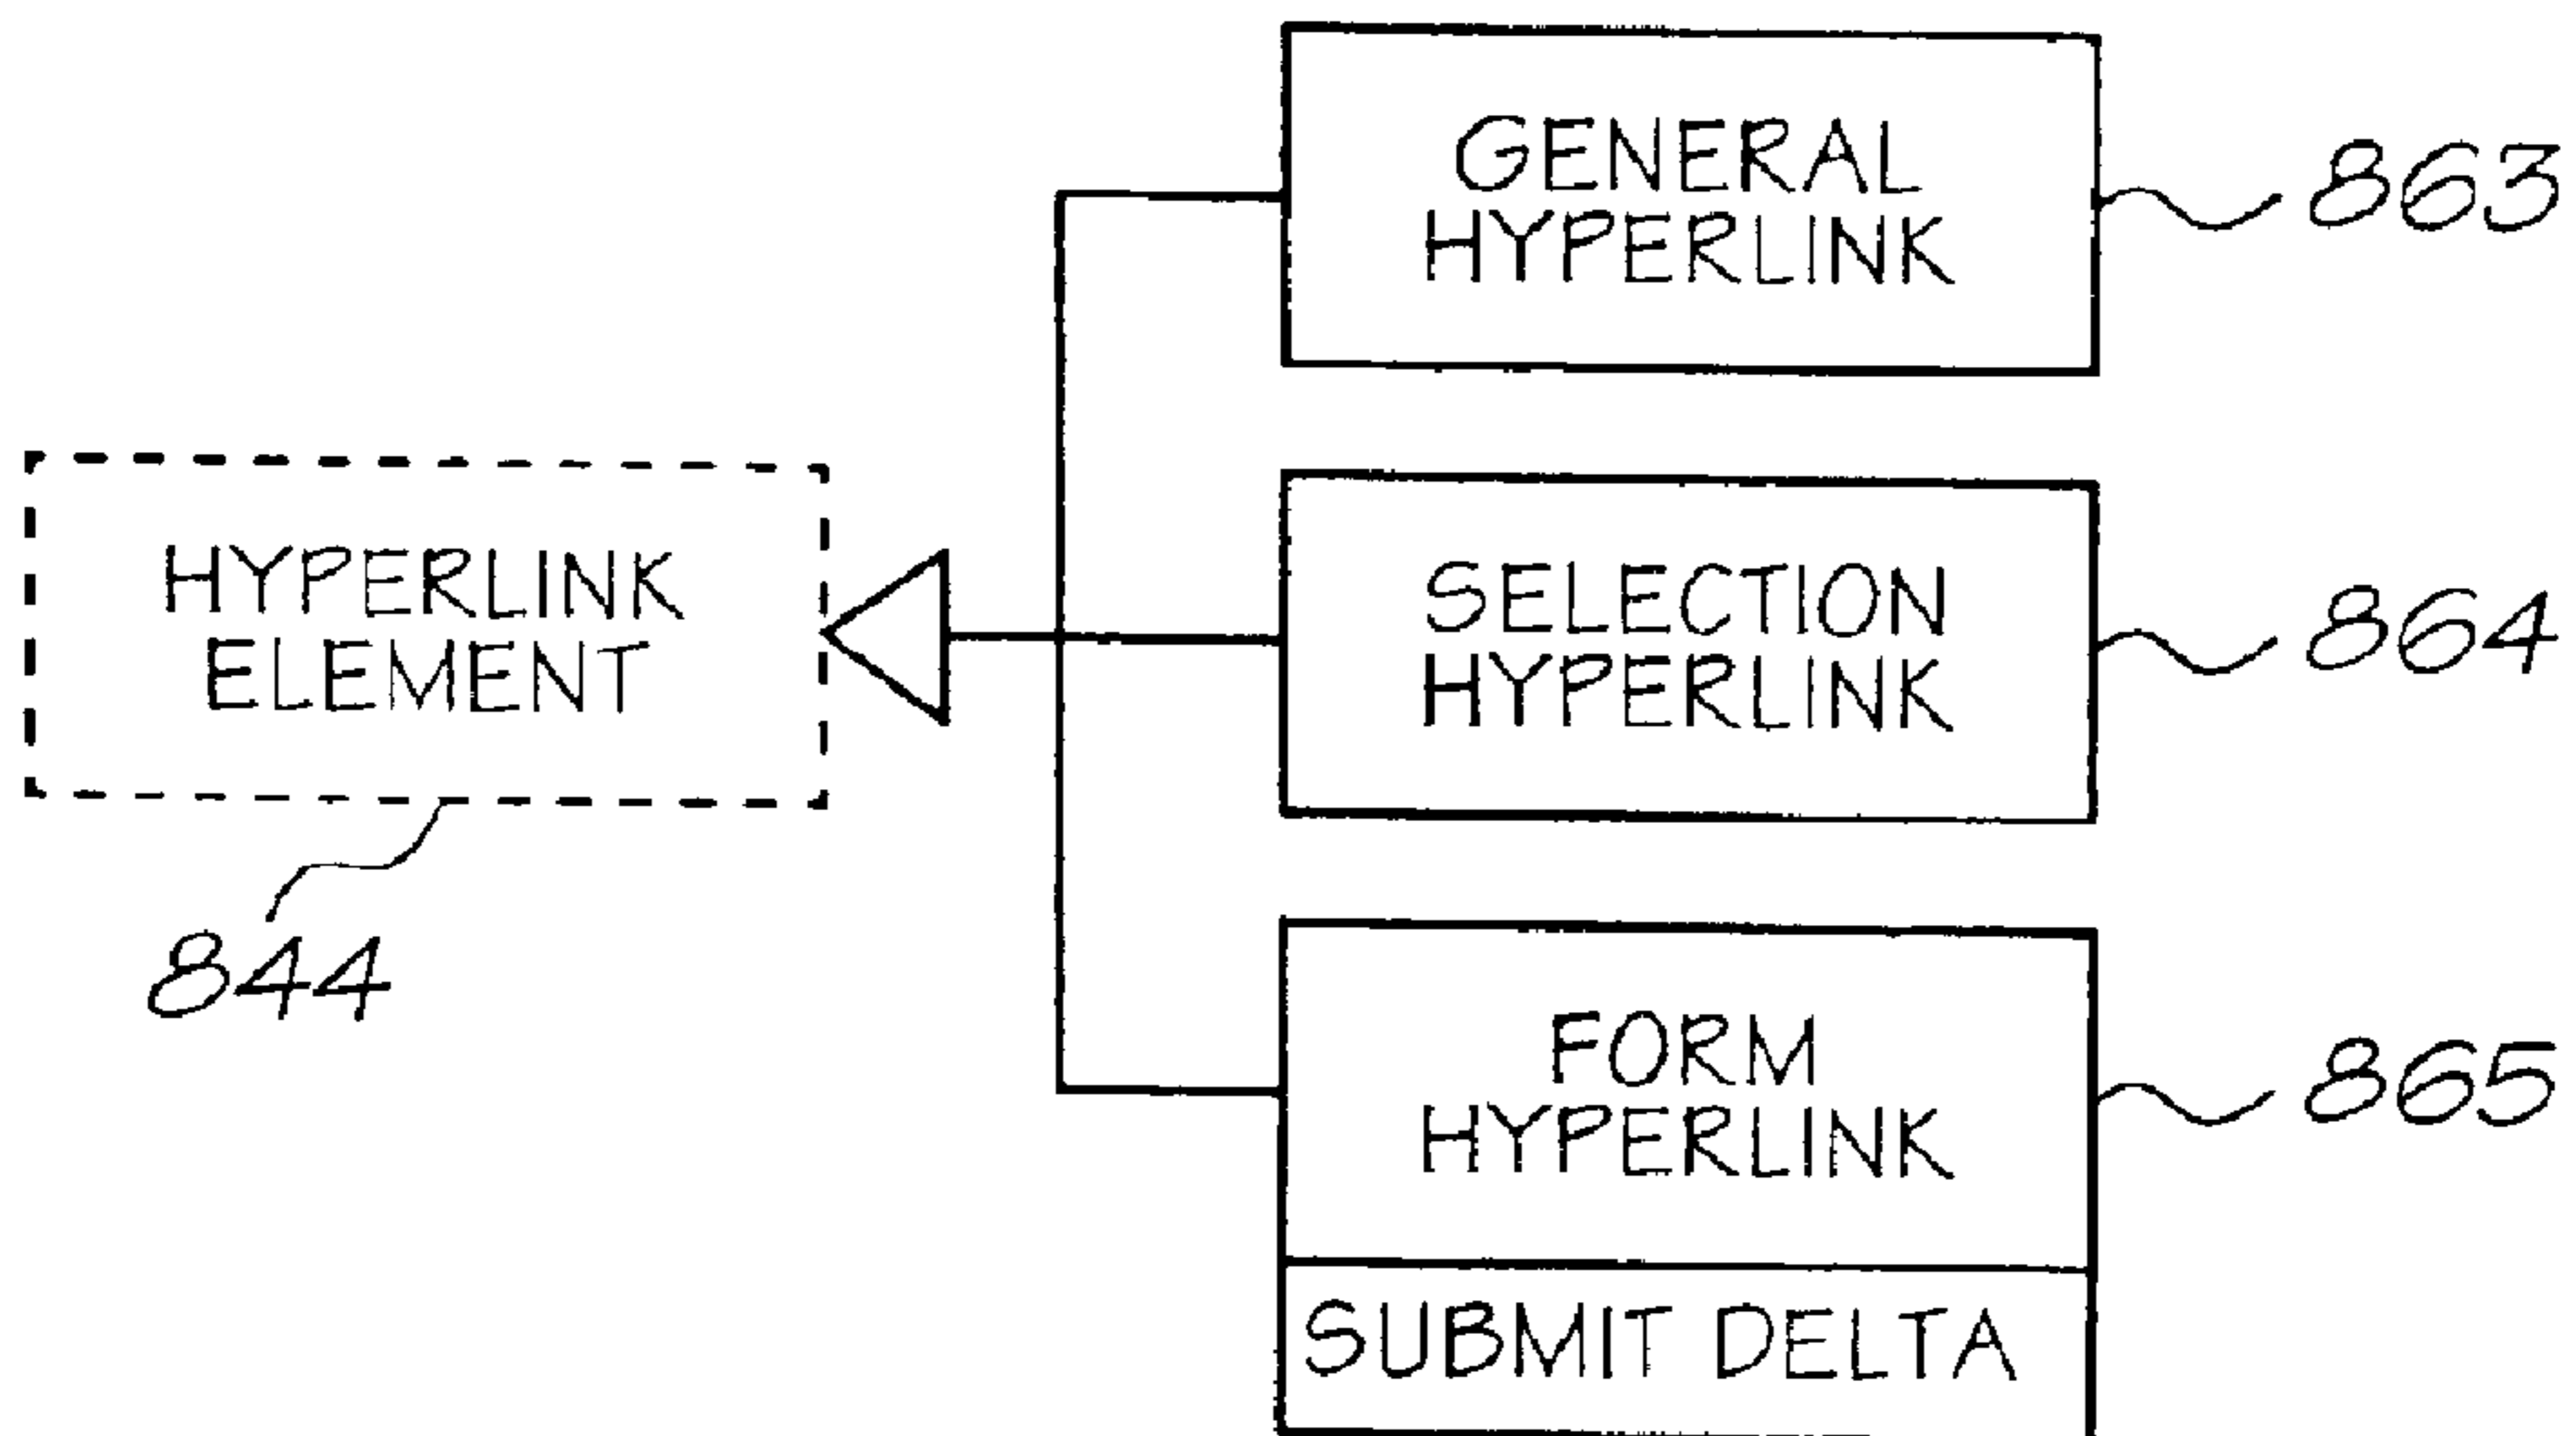 GENERAL
HYPERLINK
863
HYPERLINK
ELEMENT
844
SELECTION
HYPERLINK
864
FORM
HYPERLINK
865
SUBMIT DELTA